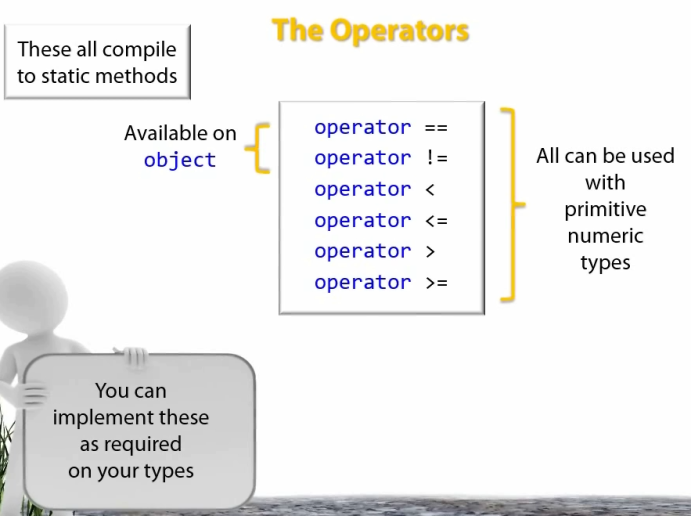 The Operators
These all compile
to static methods
Available on
object
operator ==
operator !=
operator <
operator <=
operator >
operator >=
All can be used
with
primitive
numeric
types
You can
implement these
as required
on your types